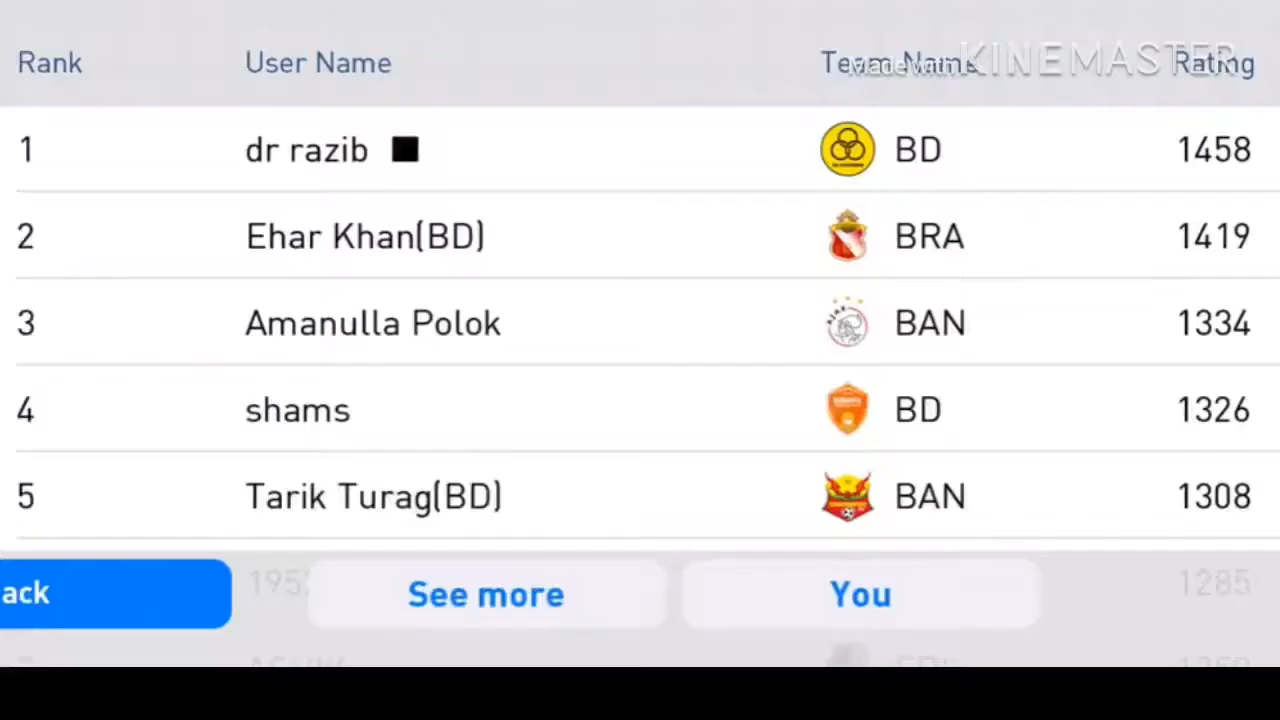 Rank User Name Team Name Rating
Made with KINEMASTER
1 dr razib ■ BD 1458
2 Ehar Khan(BD) BRA 1419
3 Amanulla Polok BAN 1334
4 shams BD 1326
5 Tarik Turag(BD) BAN 1308
ack See more You 1285